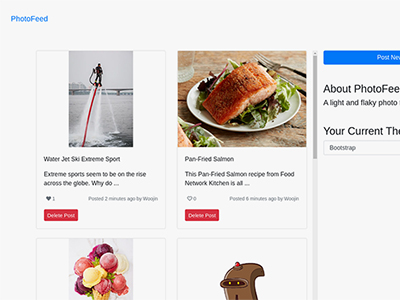 PhotoFeed
Water Jet Ski Extreme Sport
Extreme sports seem to be on the rise
across the globe. Why do ...
1
Posted 2 minutes ago by Woojin
Delete Post
Pan-Fried Salmon
This Pan-Fried Salmon recipe from Food
Network Kitchen is all ...
0
Posted 6 minutes ago by Woojin
Delete Post
Post New
About PhotoFeed
A light and flaky photo
Your Current The
Bootstrap